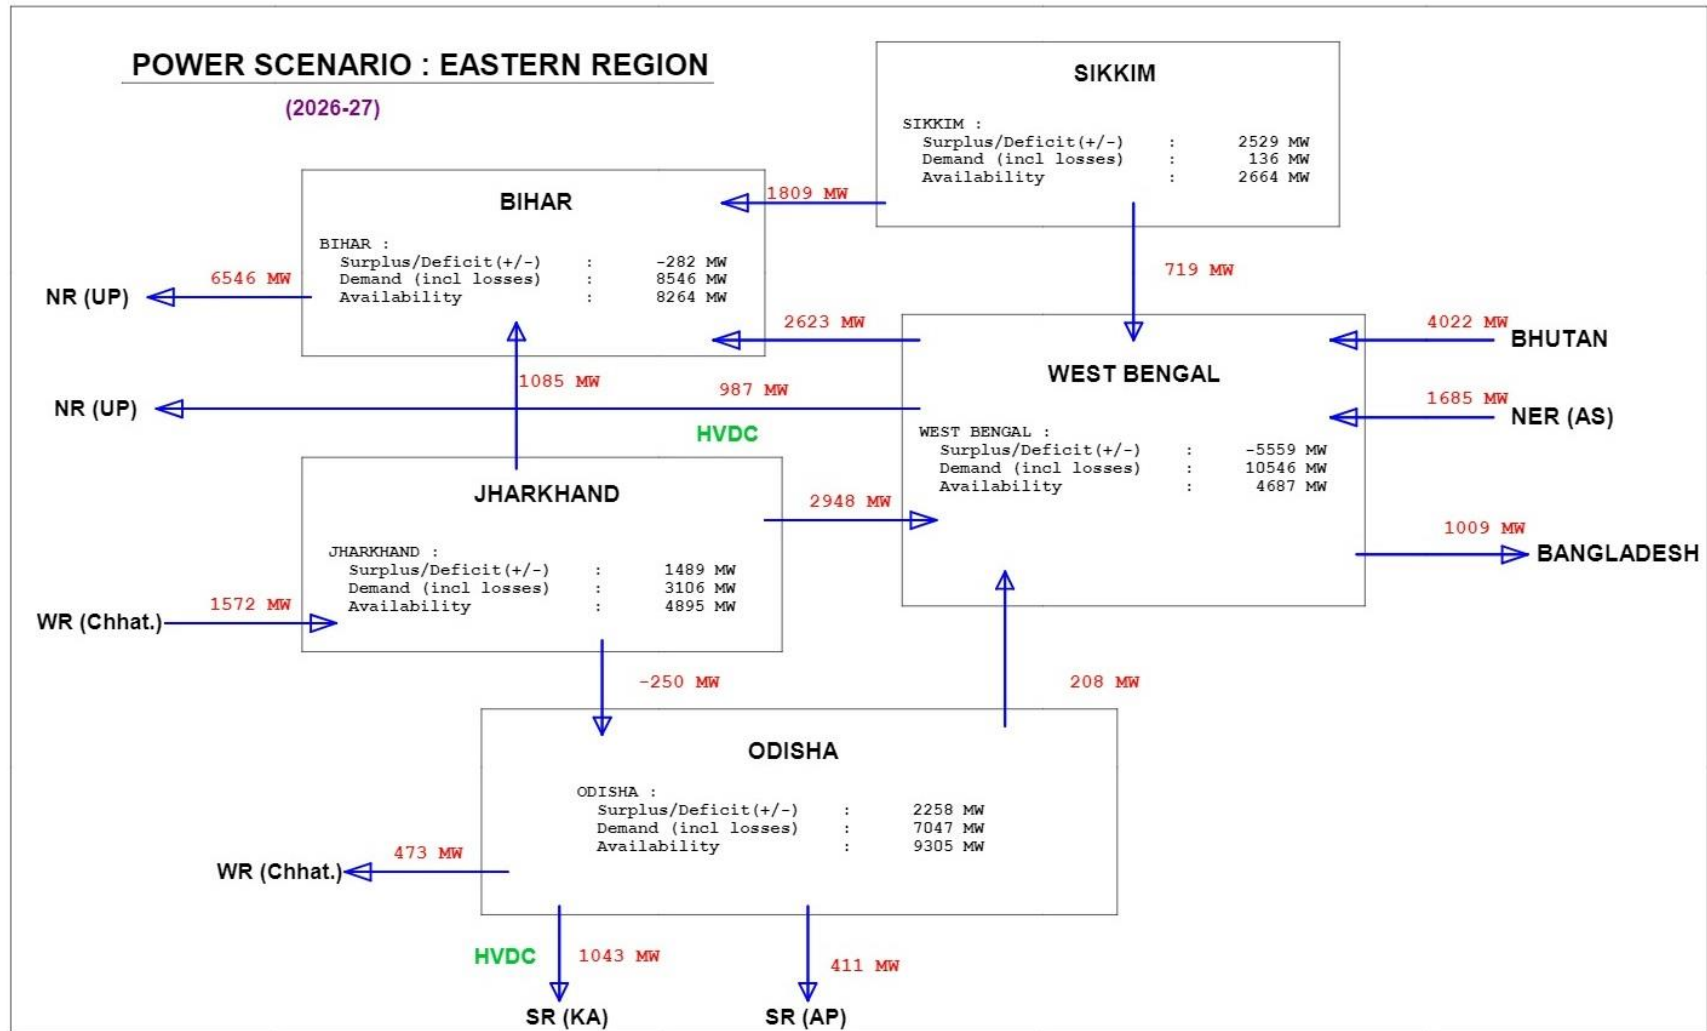 POWER SCENARIO : EASTERN REGION
(2026-27)
SIKKIM
SIKKIM :
Surplus/Deficit(+/-) : 2529 MW
Demand (incl losses) : 136 MW
Availability : 2664 MW
1809 MW
BIHAR
BIHAR :
Surplus/Deficit(+/-) : -282 MW
Demand (incl losses) : 8546 MW
Availability : 8264 MW
6546 MW
NR (UP)
719 MW
2623 MW
4022 MW
BHUTAN
WEST BENGAL
1085 MW
987 MW
NR (UP)
HVDC
1685 MW
NER (AS)
WEST BENGAL :
Surplus/Deficit(+/-) : -5559 MW
Demand (incl losses) : 10546 MW
Availability : 4687 MW
JHARKHAND
2948 MW
1009 MW
BANGLADESH
JHARKHAND :
Surplus/Deficit(+/-) : 1489 MW
Demand (incl losses) : 3106 MW
Availability : 4895 MW
1572 MW
WR (Chhat.)
-250 MW
208 MW
ODISHA
ODISHA :
Surplus/Deficit(+/-) : 2258 MW
Demand (incl losses) : 7047 MW
Availability : 9305 MW
473 MW
WR (Chhat.)
HVDC
1043 MW
411 MW
SR (KA)
SR (AP)